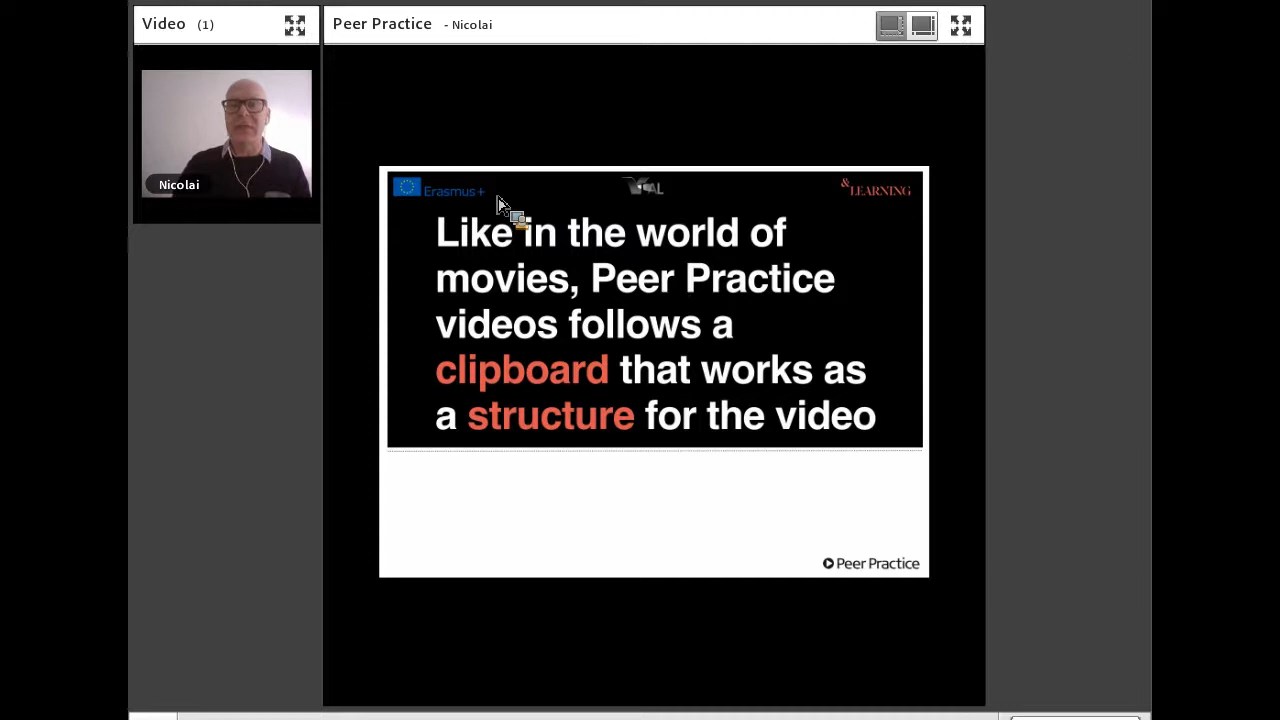 Video (1)
Peer Practice - Nicolai
Nicolai
Erasmus+
&LEARNING
Like in the world of
movies, Peer Practice
videos follows a
clipboard that works as
a structure for the video
Peer Practice